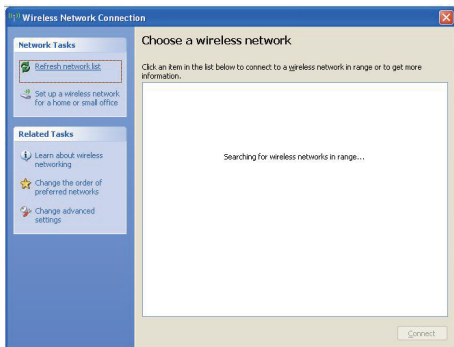 Wireless Network Connection
Network Tasks
Refresh network list
Set up a wireless network
for a home or small office
Related Tasks
Learn about wireless
networking
Change the order of
preferred networks
Change advanced
settings
Choose a wireless network
Click an item in the list below to connect to a wireless network in range or to get more
information.
Searching for wireless networks in range...
Connect